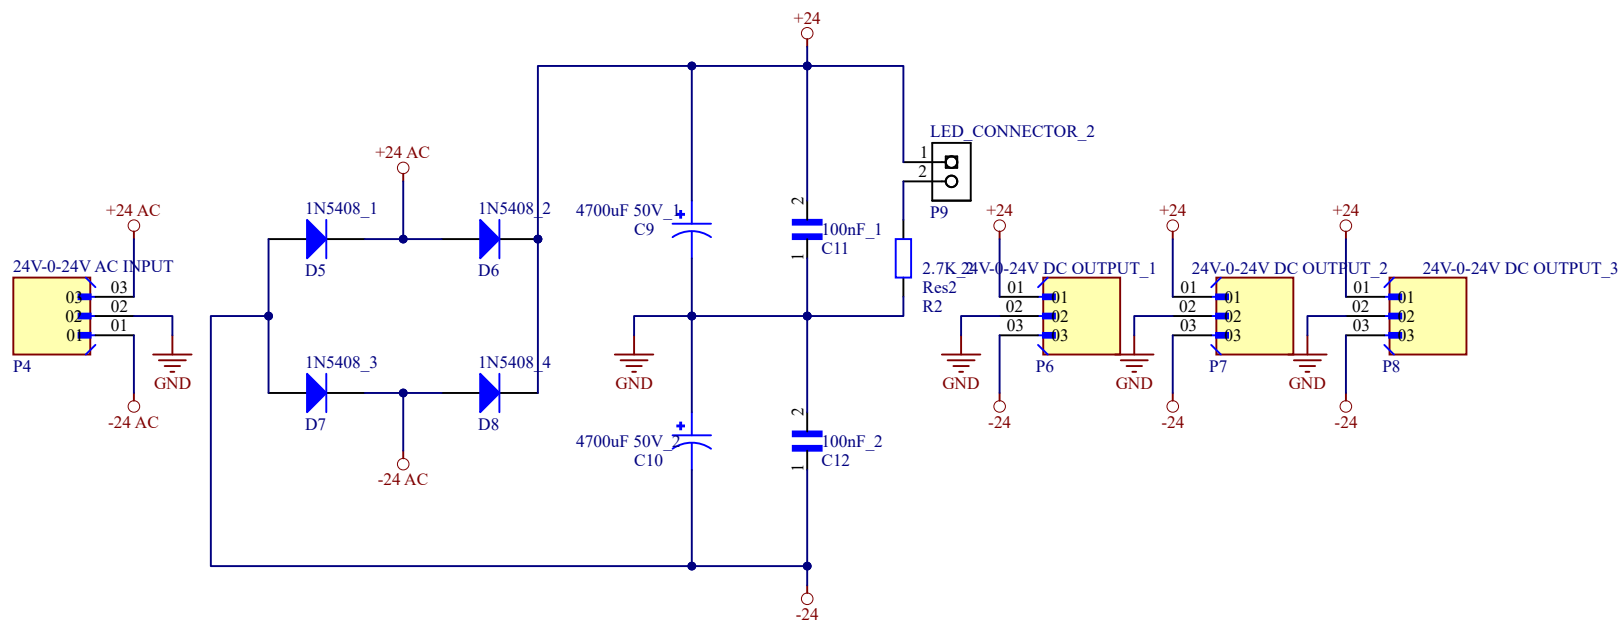 +24
LED_CONNECTOR_2
1
2
P9
+24 AC
1N5408_1
D5
1N5408_2
D6
4700uF 50V_1
C9
2
100nF_1
C11
1
2.7K_2
Res2
R2
+24 AC
24V-0-24V AC INPUT
03
03
02
02
01
01
P4
GND
-24 AC
1N5408_3
D7
1N5408_4
D8
-24 AC
GND
4700uF 50V_2
C10
2
100nF_2
C12
1
-24
+24
24V-0-24V DC OUTPUT_1
01
01
02
02
03
03
P6
GND
-24
+24
24V-0-24V DC OUTPUT_2
01
01
02
02
03
03
P7
GND
-24
+24
24V-0-24V DC OUTPUT_3
01
01
02
02
03
03
P8
GND
-24